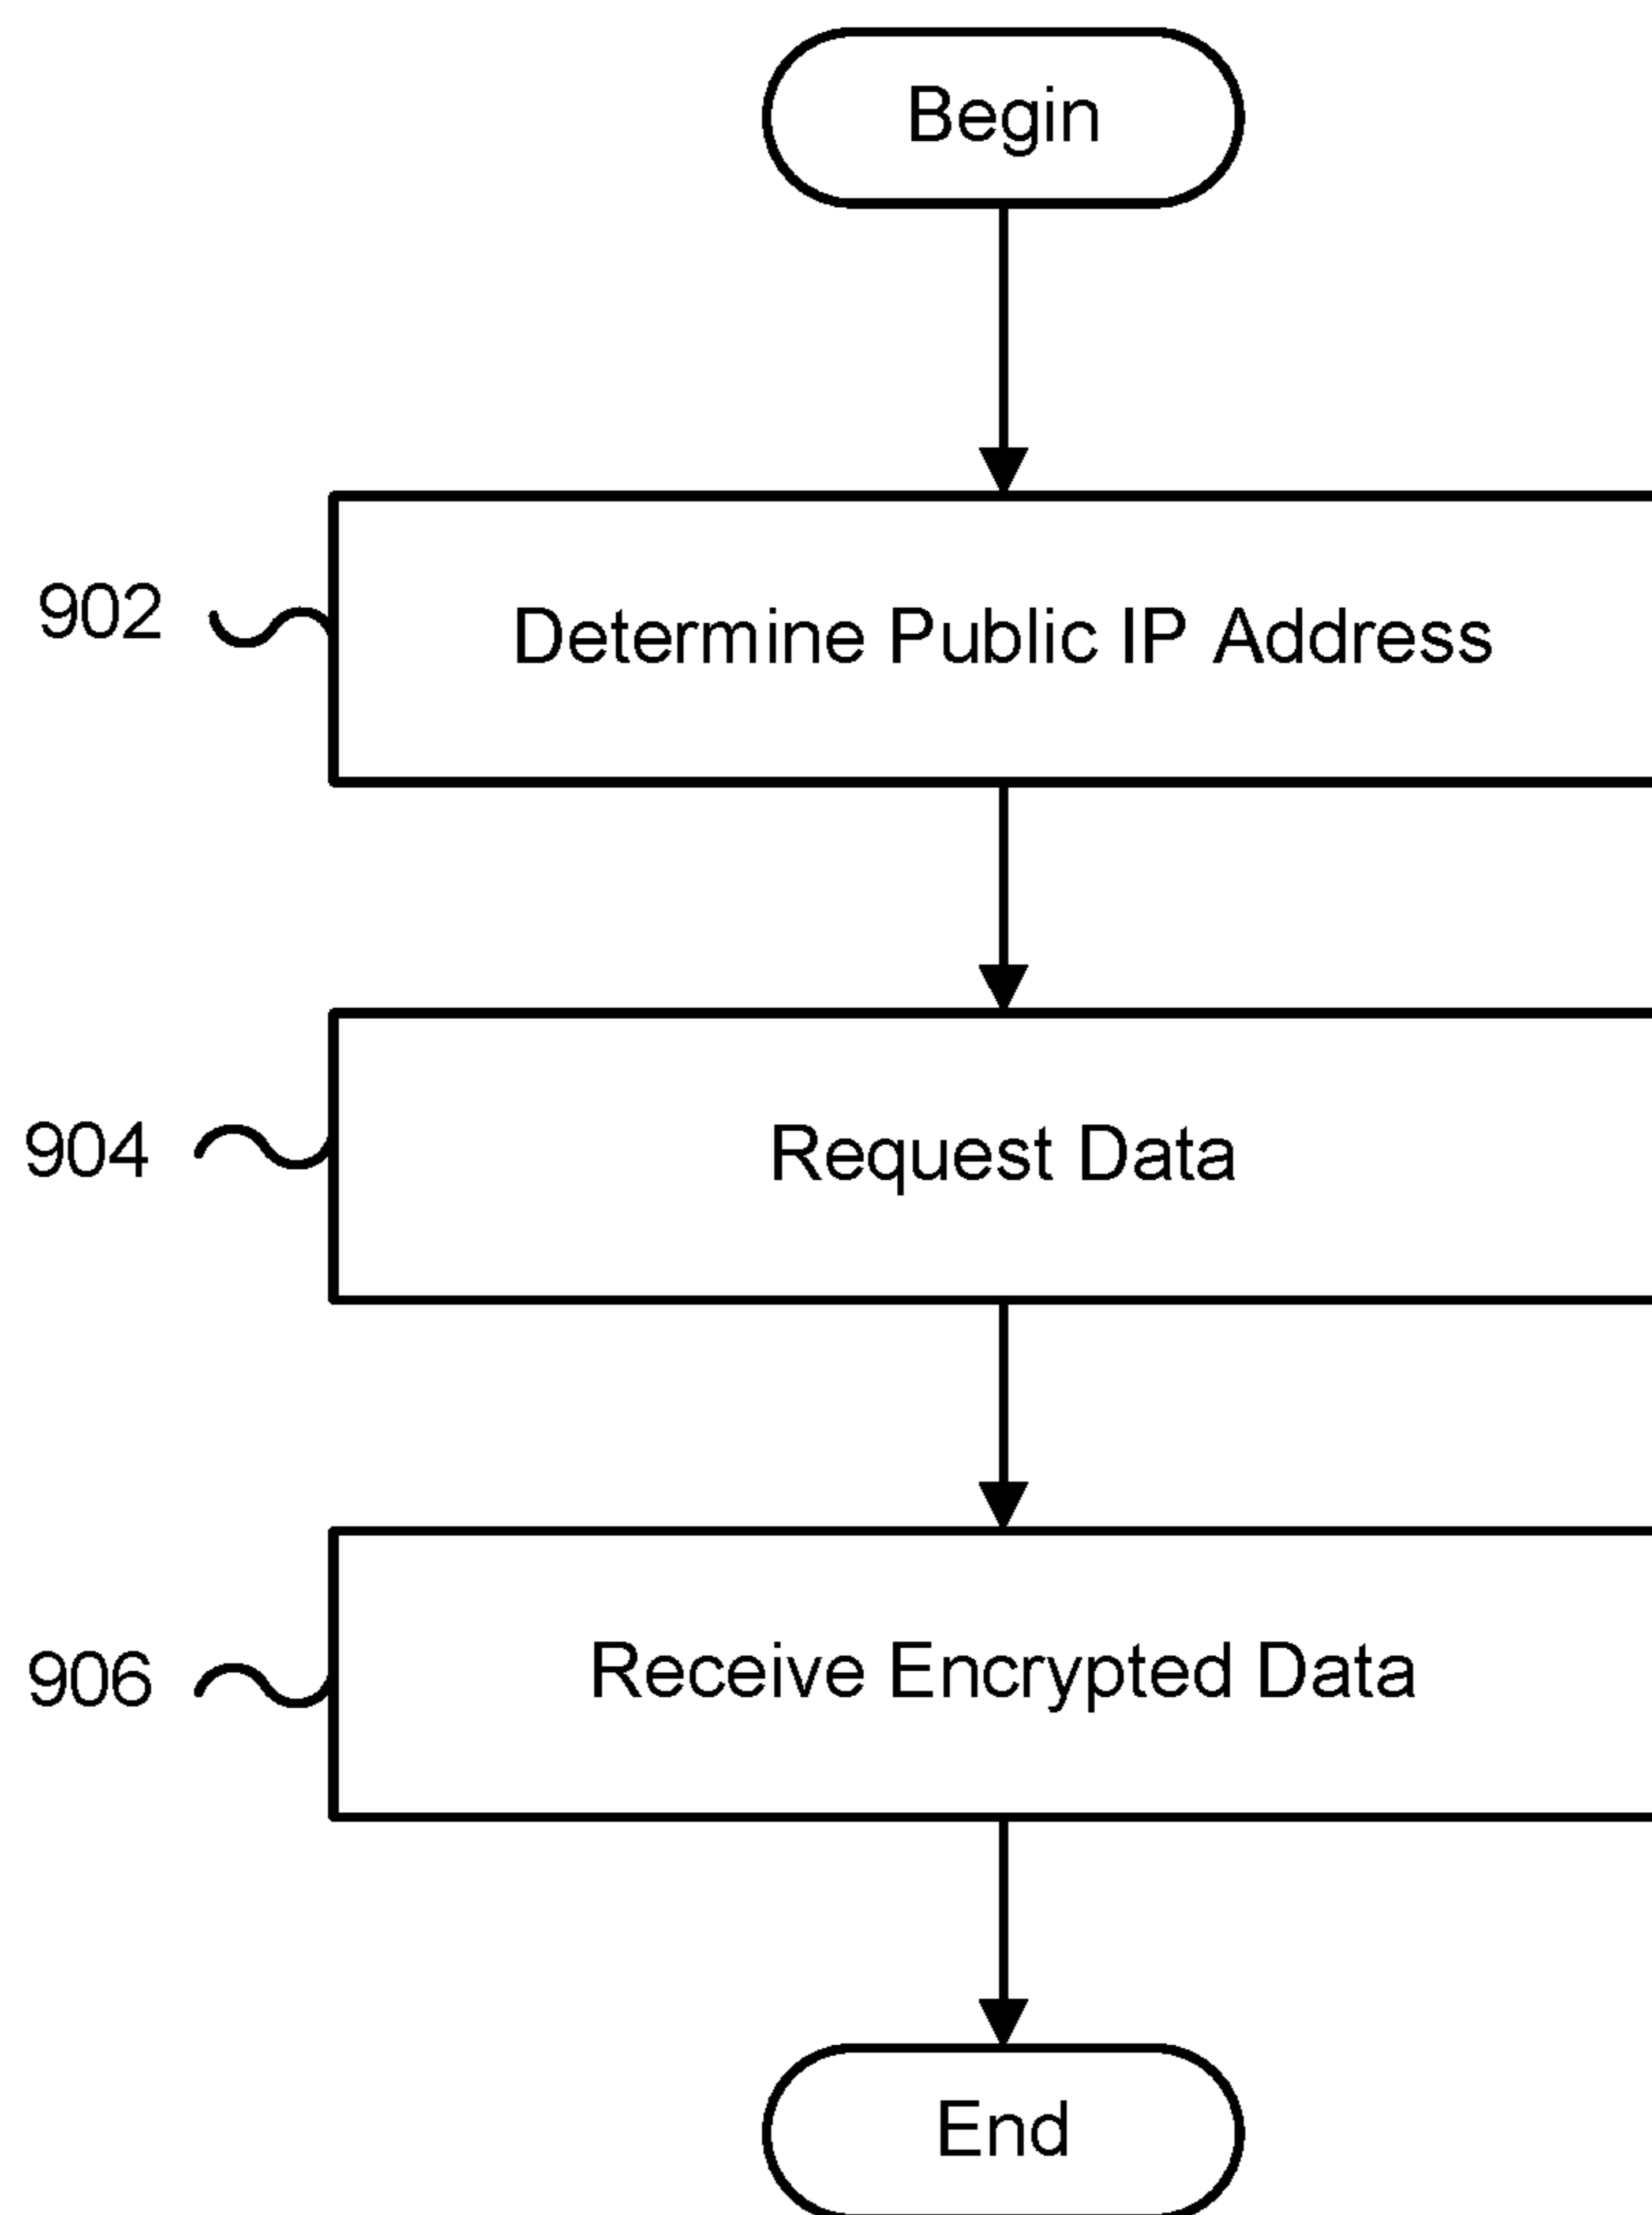 Begin
902
Determine Public IP Address
904
Request Data
906
Receive Encrypted Data
End